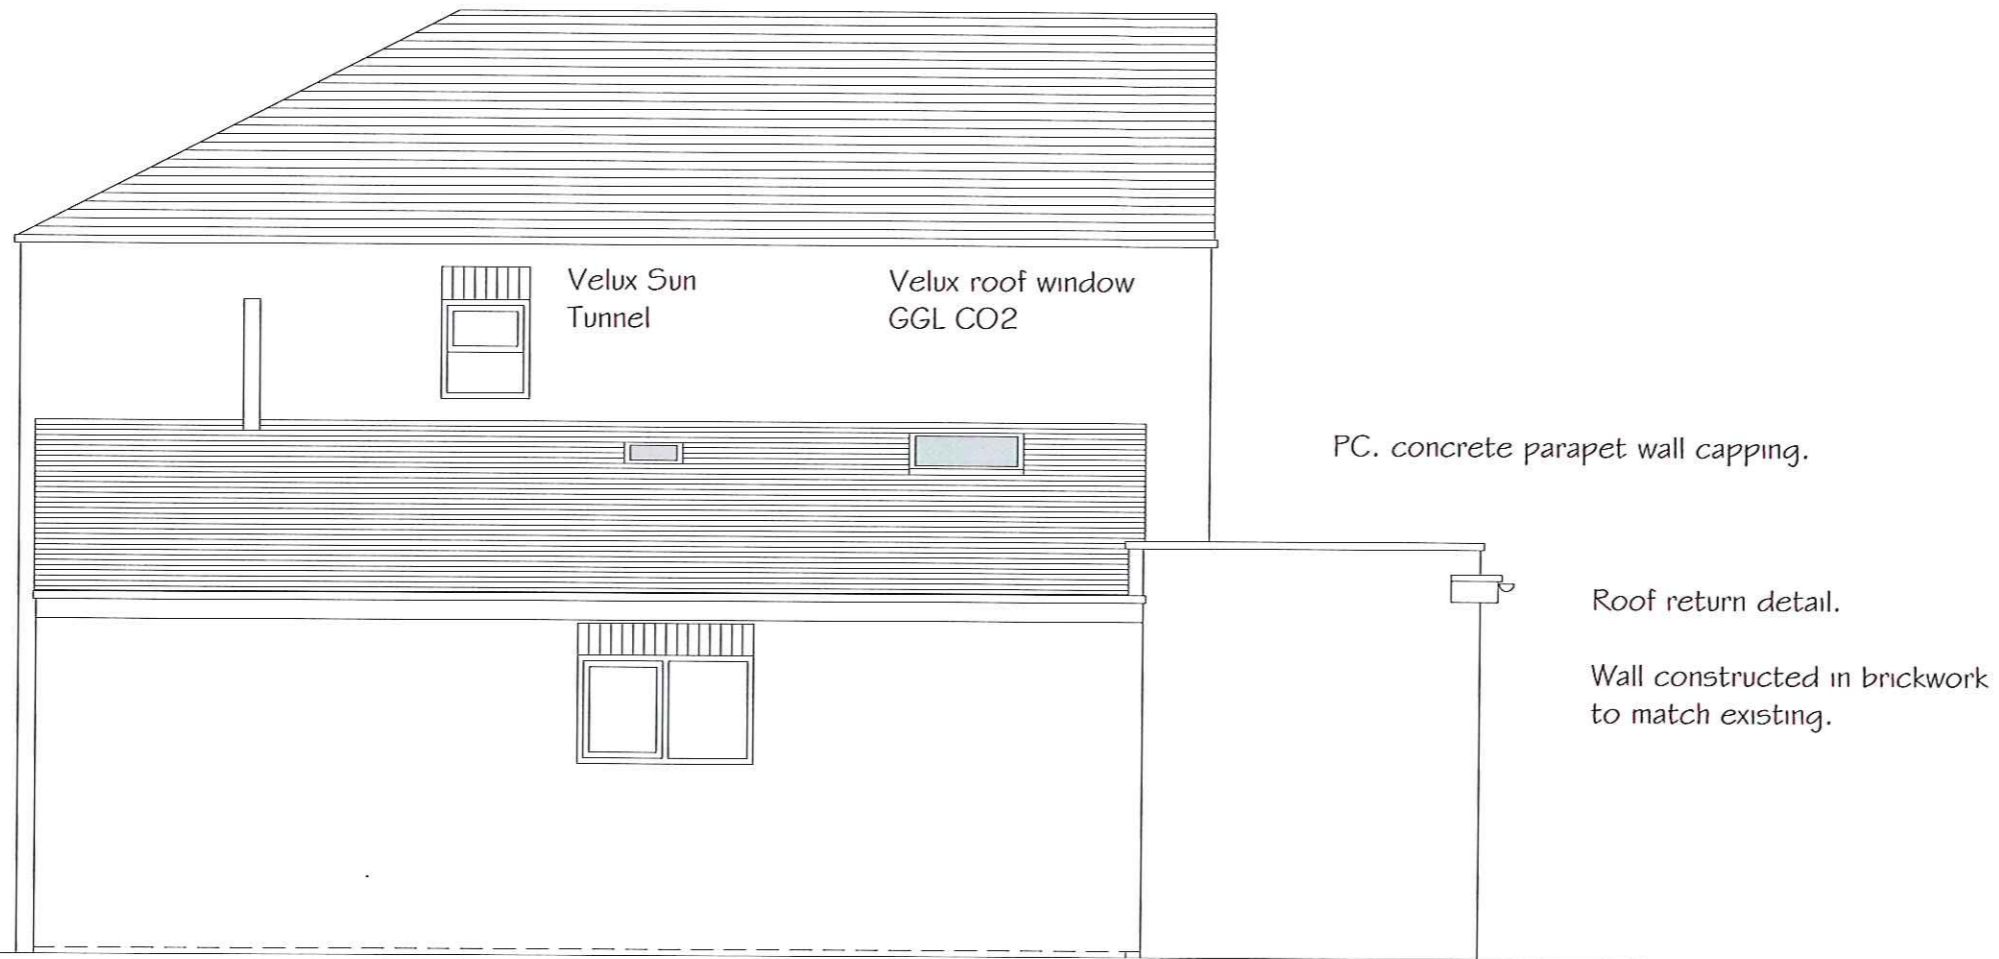 Velux Sun
Tunnel
Velux roof window
GGL CO2
PC. concrete parapet wall capping.
Roof return detail.
Wall constructed in brickwork
to match existing.